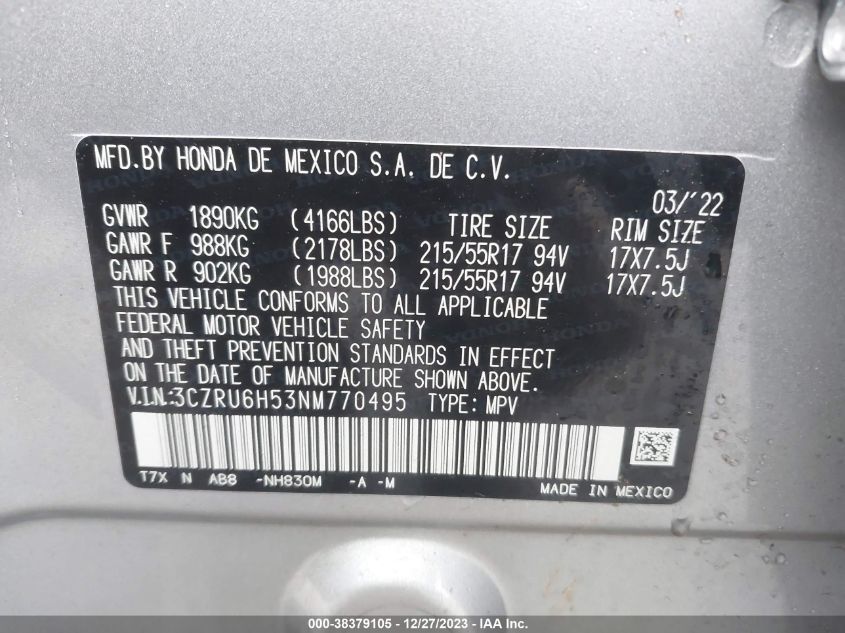 MFD.BY HONDA DE MEXICO S.A. DE C.V.
03/'22
GVWR 1890KG (4166LBS) TIRE SIZE RIM SIZE
GAWR F 988KG (2178LBS) 215/55R17 94V 17X7.5J
GAWR R 902KG (1988LBS) 215/55R17 94V 17X7.5J
THIS VEHICLE CONFORMS TO ALL APPLICABLE
FEDERAL MOTOR VEHICLE SAFETY
AND THEFT PREVENTION STANDARDS IN EFFECT
ON THE DATE OF MANUFACTURE SHOWN ABOVE.
V.I.N.:3CZRU6H53NM770495 TYPE: MPV
T7X N AB8 -NH830M -A -M
MADE IN MEXICO
000-38379105 - 12/27/2023 - IAA Inc.